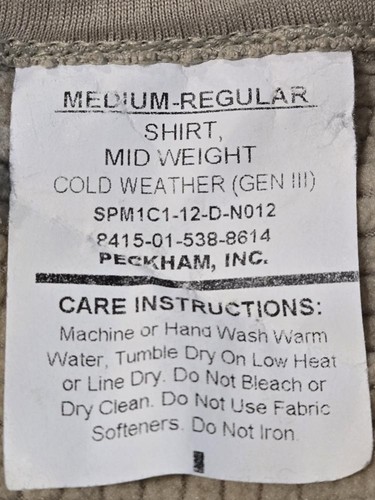 MEDIUM-REGULAR
SHIRT,
MID WEIGHT
COLD WEATHER (GEN III)
SPM1C1-12-D-N012
8415-01-538-8614
PECKHAM, INC.
CARE INSTRUCTIONS:
Machine or Hand Wash Warm
Water, Tumble Dry On Low Heat
or Line Dry. Do Not Bleach or
Dry Clean. Do Not Use Fabric
Softeners. Do Not Iron